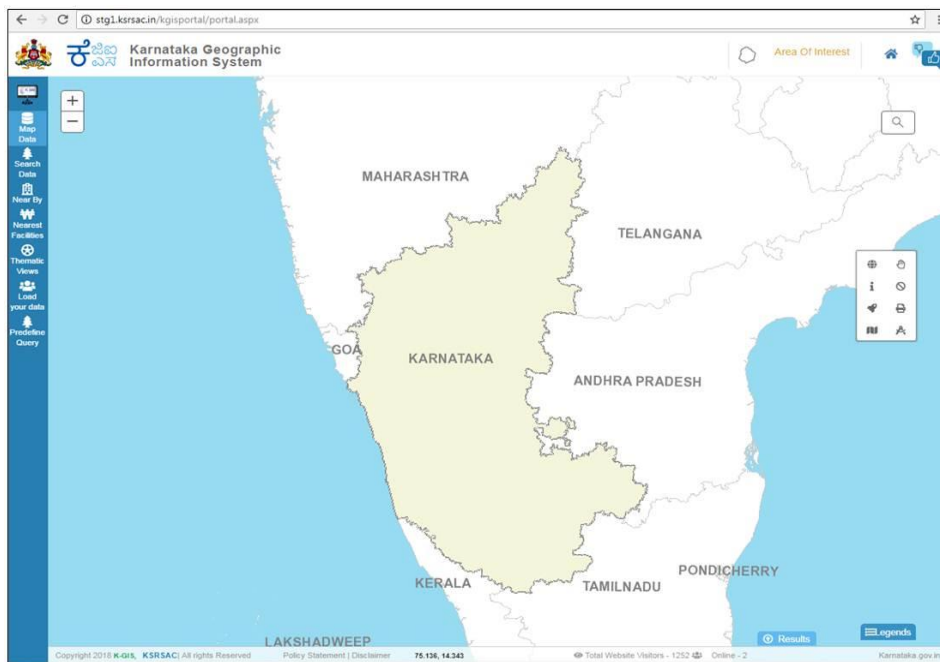 stg1.ksrsac.in/kgisportal/portal.aspx
ಕ ಜಿಐಎಸ
Karnataka Geographic
Information System
Area Of Interest
Map
Data
Search
Data
Near By
Nearest
Facilities
Thematic
Views
Load
your data
Predefine
Query
+
−
MAHARASHTRA
TELANGANA
GOA
KARNATAKA
ANDHRA PRADESH
KERALA
TAMILNADU
PONDICHERRY
LAKSHADWEEP
Results
Legends
Copyright 2018 K-GIS, KSRSAC| All rights Reserved Policy Statement | Disclaimer 75.136, 14.343 Total Website Visitors - 1252 Online - 2 Karnataka.gov.in